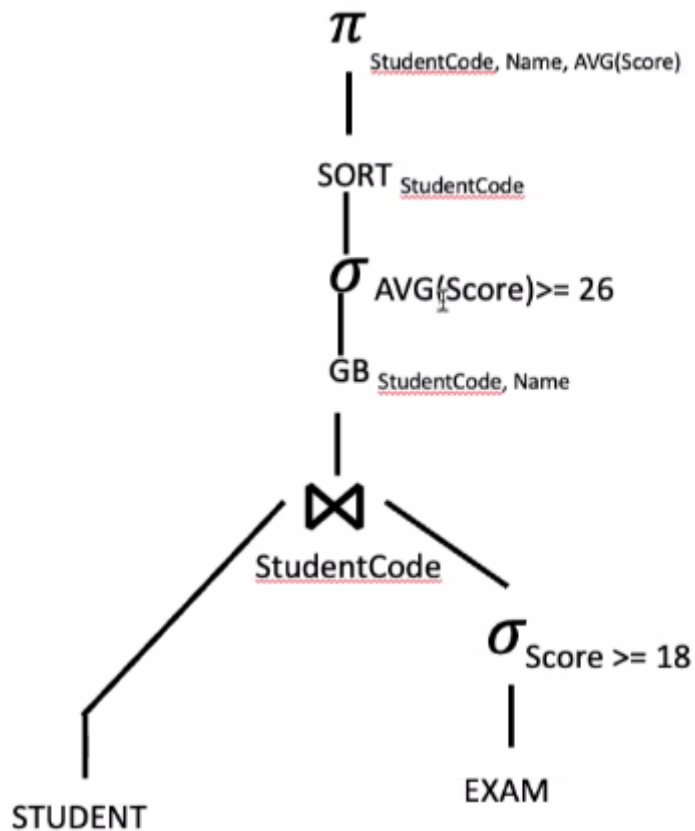 π
StudentCode, Name, AVG(Score)
SORT StudentCode
σ AVG(Score)>= 26
GB StudentCode, Name
⋈
StudentCode
σ Score >= 18
EXAM
STUDENT